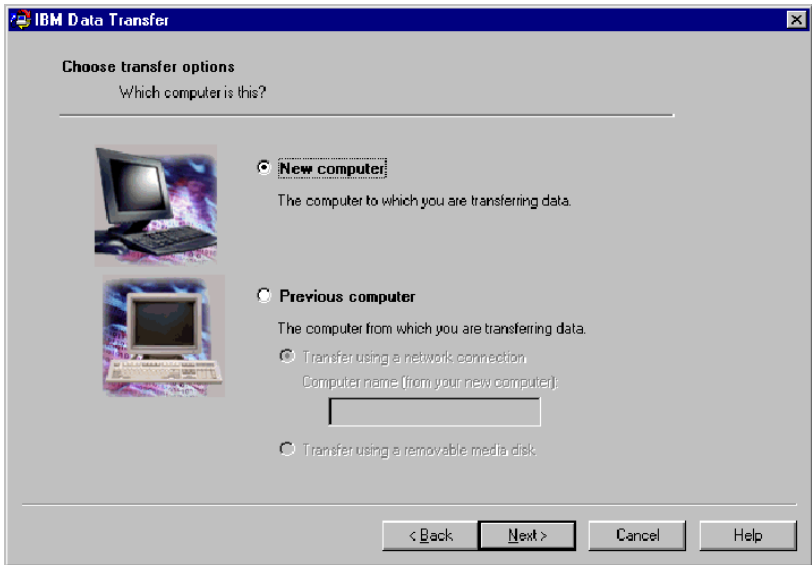 IBM Data Transfer
Choose transfer options
Which computer is this?
New computer
The computer to which you are transferring data.
Previous computer
The computer from which you are transferring data.
Transfer using a network connection
Computer name (from your new computer):
Transfer using a removable media disk
< Back
Next >
Cancel
Help